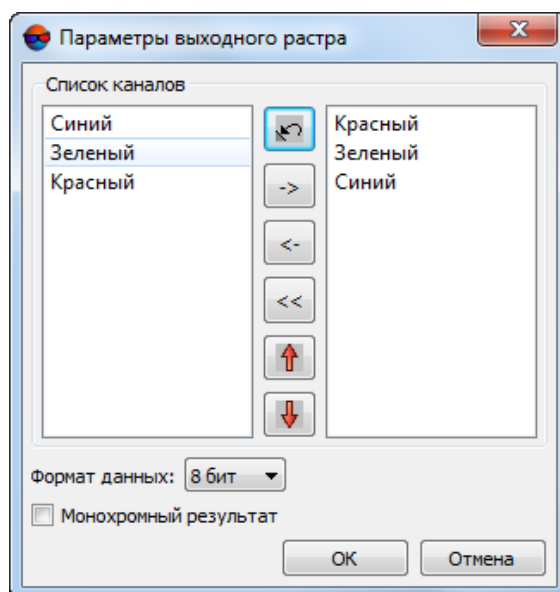 Параметры выходного растра
Список каналов
Синий
Зеленый
Красный
->
<-
<<
Красный
Зеленый
Синий
Формат данных: 8 бит
Монохромный результат
OK
Отмена